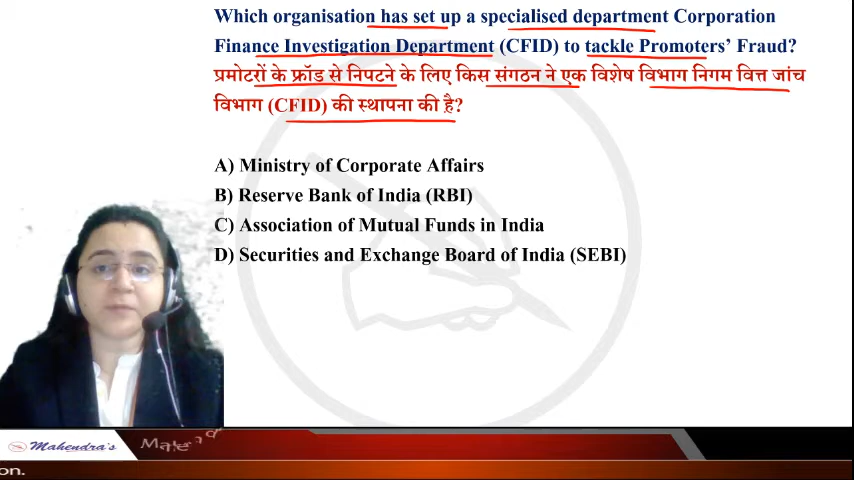 Which organisation has set up a specialised department Corporation
Finance Investigation Department (CFID) to tackle Promoters’ Fraud?
प्रमोटरों के फ्रॉड से निपटने के लिए किस संगठन ने एक विशेष विभाग निगम वित्त जांच
विभाग (CFID) की स्थापना की है?
A) Ministry of Corporate Affairs
B) Reserve Bank of India (RBI)
C) Association of Mutual Funds in India
D) Securities and Exchange Board of India (SEBI)
Mahendra's
on.